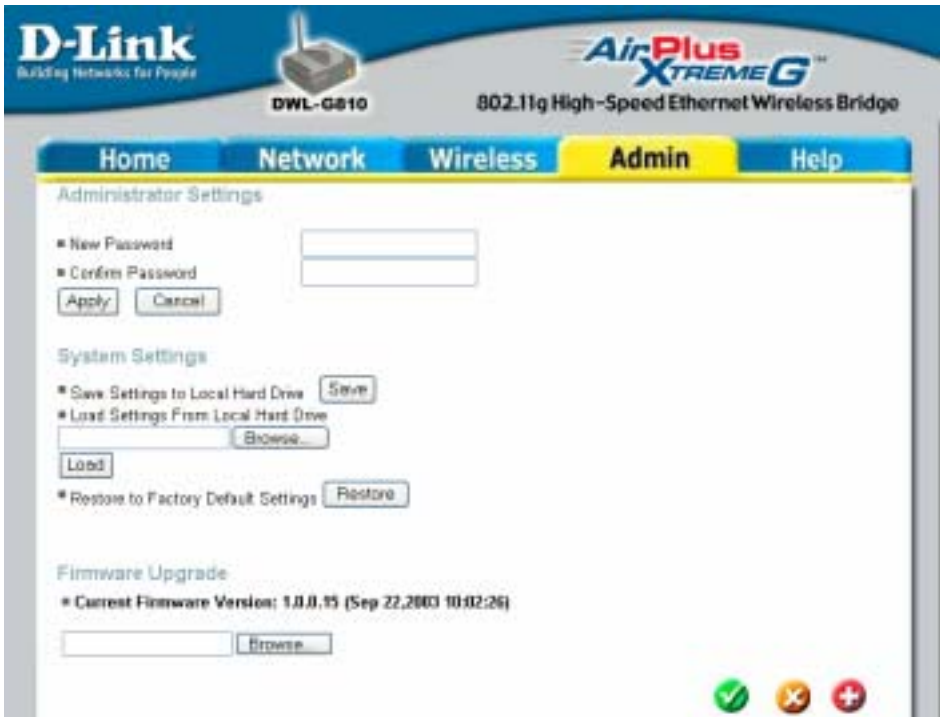 D-Link
Building Networks for People
DWL-G810
AirPlus
XTREME G™
802.11g High-Speed Ethernet Wireless Bridge
Home Network Wireless Admin Help
Administrator Settings
New Password
Confirm Password
Apply Cancel
System Settings
Save Settings to Local Hard Drive Save
Load Settings From Local Hard Drive
Browse...
Load
Restore to Factory Default Settings Restore
Firmware Upgrade
Current Firmware Version: 1.0.0.15 (Sep 22,2003 10:02:26)
Browse...